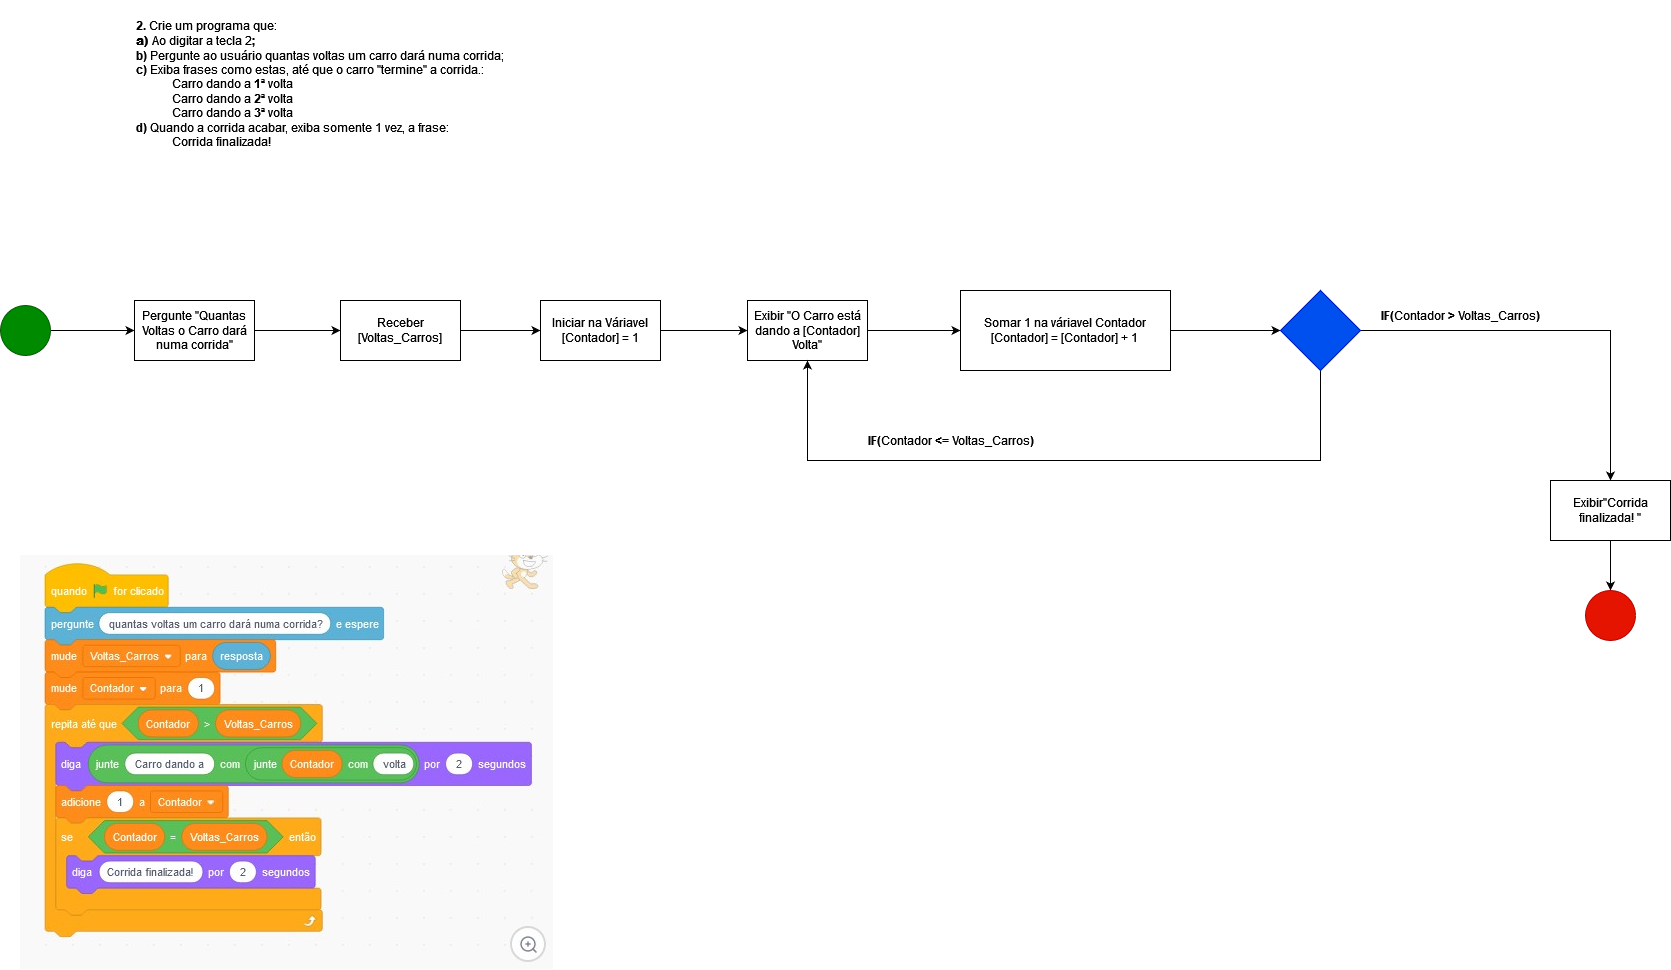 2. Crie um programa que:
a) Ao digitar a tecla 2;
b) Pergunte ao usuário quantas voltas um carro dará numa corrida;
c) Exiba frases como estas, até que o carro "termine" a corrida.:
Carro dando a 1ª volta
Carro dando a 2ª volta
Carro dando a 3ª volta
d) Quando a corrida acabar, exiba somente 1 vez, a frase:
Corrida finalizada!
Pergunte "Quantas
Voltas o Carro dará
numa corrida"
Receber
[Voltas_Carros]
Iniciar na Váriavel
[Contador] = 1
Exibir "O Carro está
dando a [Contador]
Volta"
Somar 1 na váriavel Contador
[Contador] = [Contador] + 1
IF(Contador > Voltas_Carros)
IF(Contador <= Voltas_Carros)
Exibir"Corrida
finalizada! "
quando for clicado
pergunte quantas voltas um carro dará numa corrida? e espere
mude Voltas_Carros para resposta
mude Contador para 1
repita até que Contador > Voltas_Carros
diga junte Carro dando a com junte Contador com volta por 2 segundos
adicione 1 a Contador
se Contador = Voltas_Carros então
diga Corrida finalizada! por 2 segundos